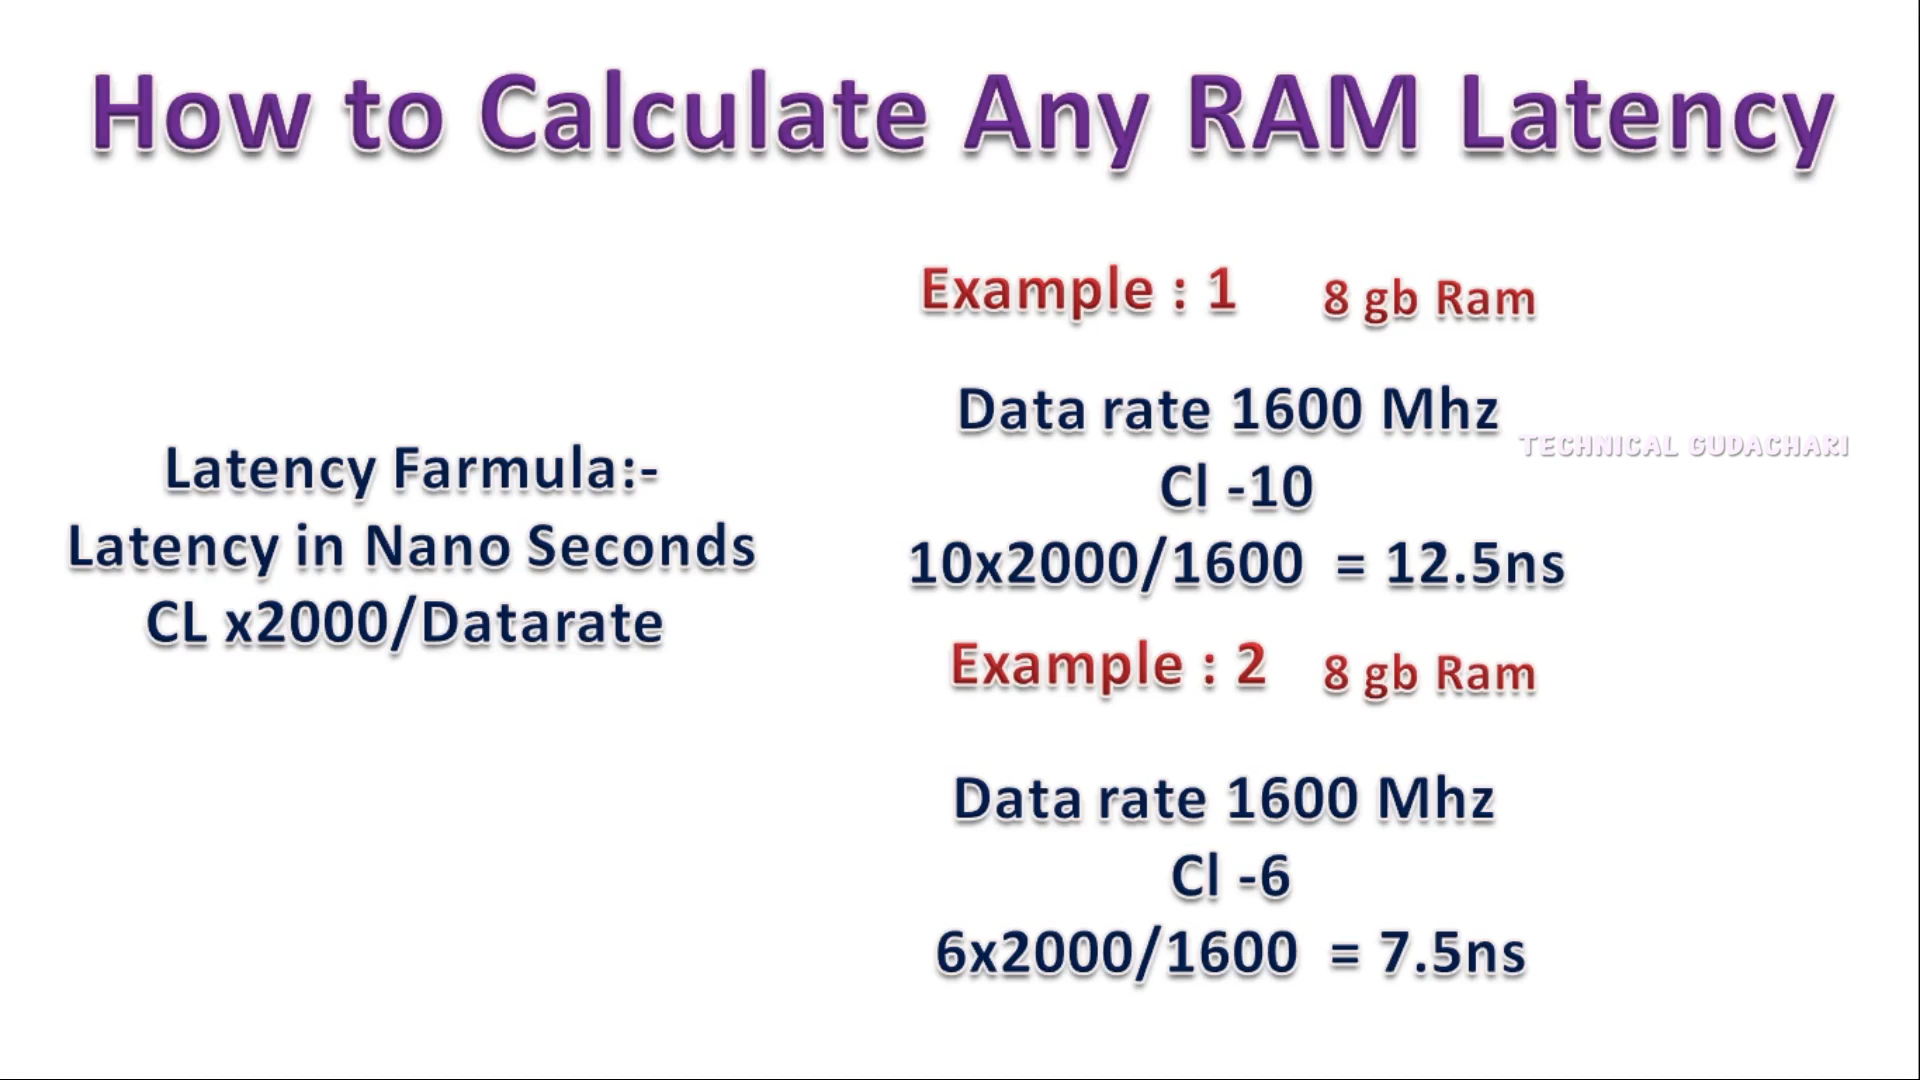 How to Calculate Any RAM Latency
Latency Farmula:-
Latency in Nano Seconds
CL x2000/Datarate
Example : 1 8 gb Ram
Data rate 1600 Mhz
Cl -10
10x2000/1600 = 12.5ns
TECHNICAL GUDACHARI
Example : 2 8 gb Ram
Data rate 1600 Mhz
Cl -6
6x2000/1600 = 7.5ns